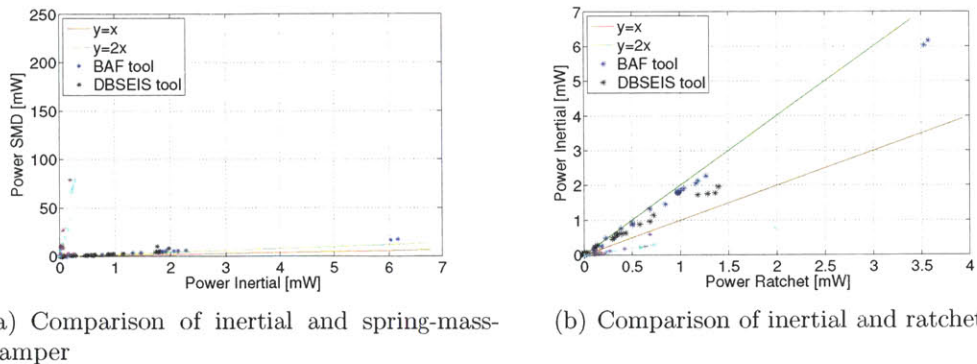 250
200
150
100
50
0
Power SMD [mW]
y=x
y=2x
BAF tool
DBSEIS tool
0 1 2 3 4 5 6 7
Power Inertial [mW]
7
6
5
4
3
2
1
0
Power Inertial [mW]
y=x
y=2x
BAF tool
DBSEIS tool
0 0.5 1 1.5 2 2.5 3 3.5 4
Power Ratchet [mW]
a) Comparison of inertial and spring-mass-
amper
(b) Comparison of inertial and ratchet